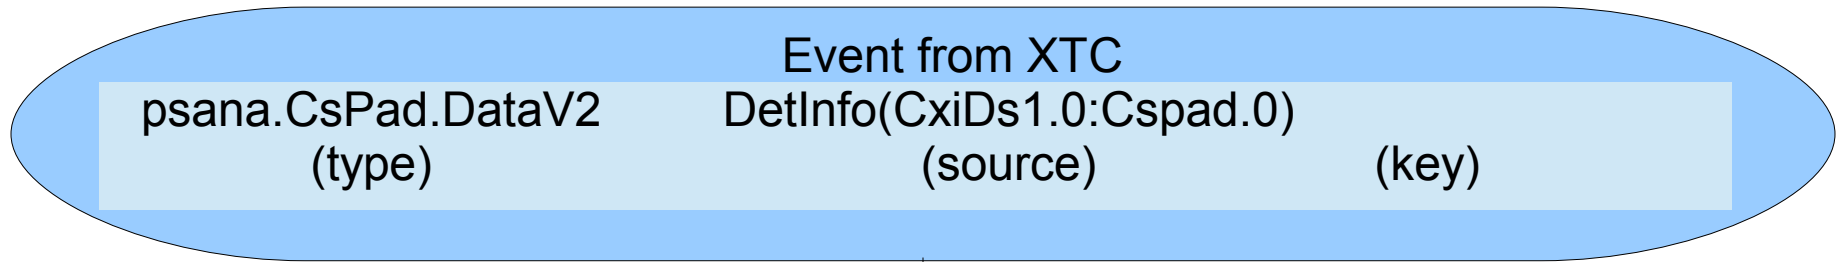 Event from XTC
psana.CsPad.DataV2 DetInfo(CxiDs1.0:Cspad.0)
(type) (source) (key)